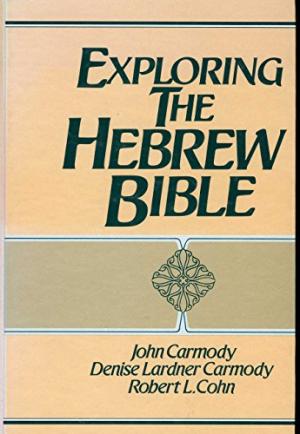 EXPLORING
THE
HEBREW
BIBLE
John Carmody
Denise Lardner Carmody
Robert L. Cohn